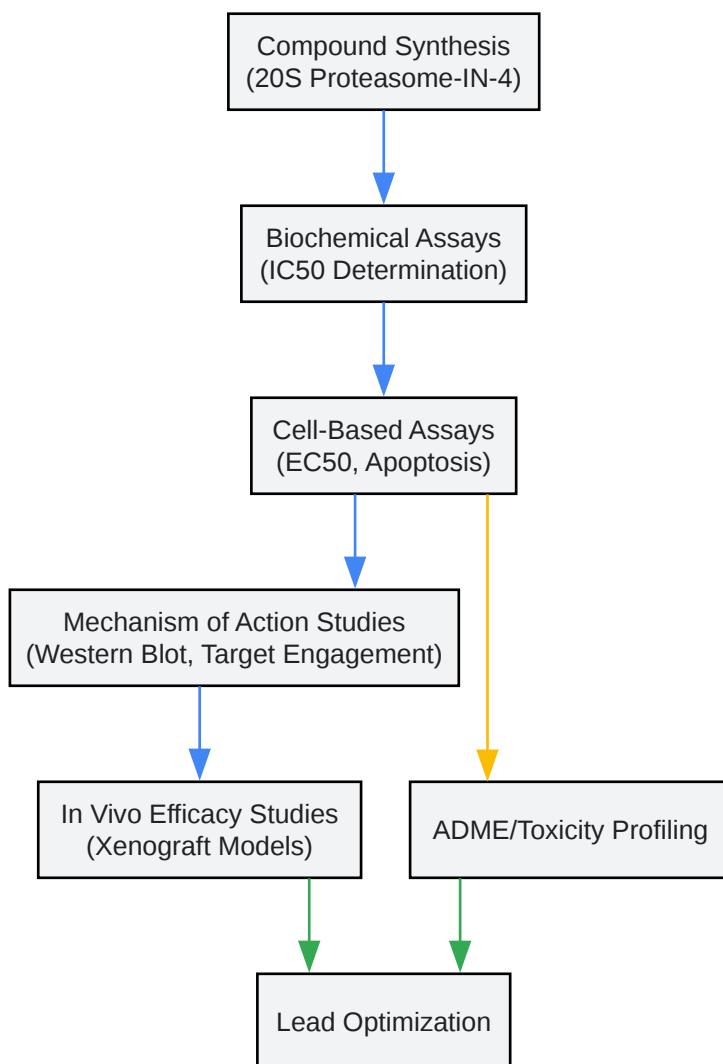 Compound Synthesis
(20S Proteasome-IN-4)
Biochemical Assays
(IC50 Determination)
Cell-Based Assays
(EC50, Apoptosis)
Mechanism of Action Studies
(Western Blot, Target Engagement)
In Vivo Efficacy Studies
(Xenograft Models)
ADME/Toxicity Profiling
Lead Optimization